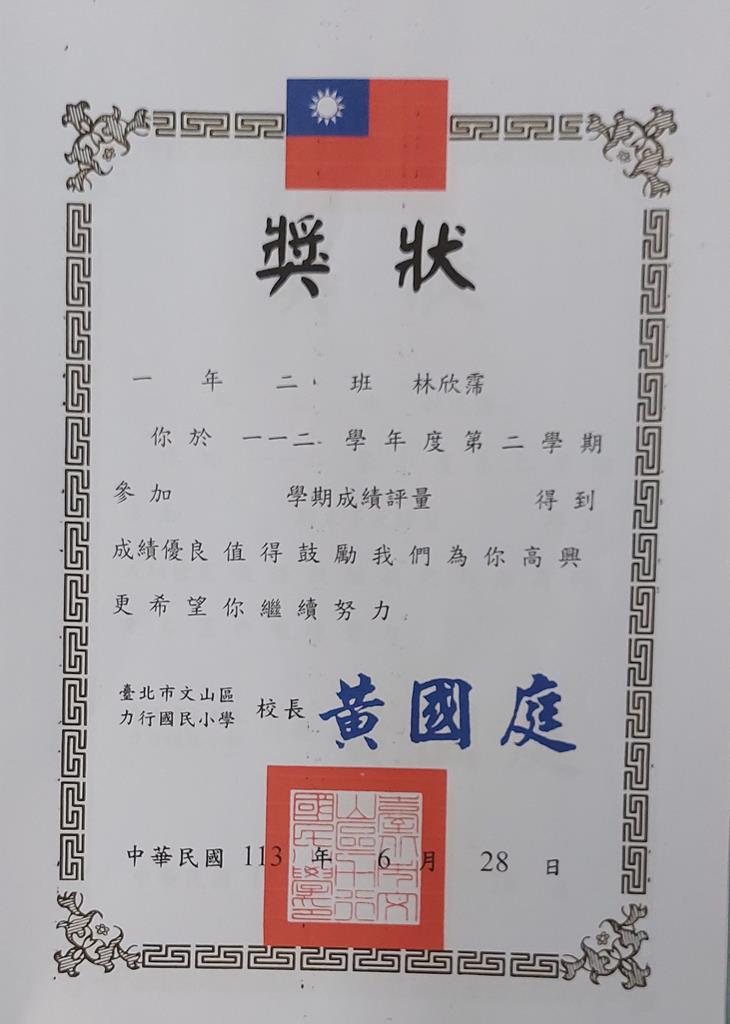 獎狀
一年二班 林欣霈
你於一一二學年度第二學期
參加 學期成績評量 得到
成績優良值得鼓勵我們為你高興
更希望你繼續努力
臺北市文山區
力行國民小學 校長 黃國庭
中華民國 113 年 6 月 28 日